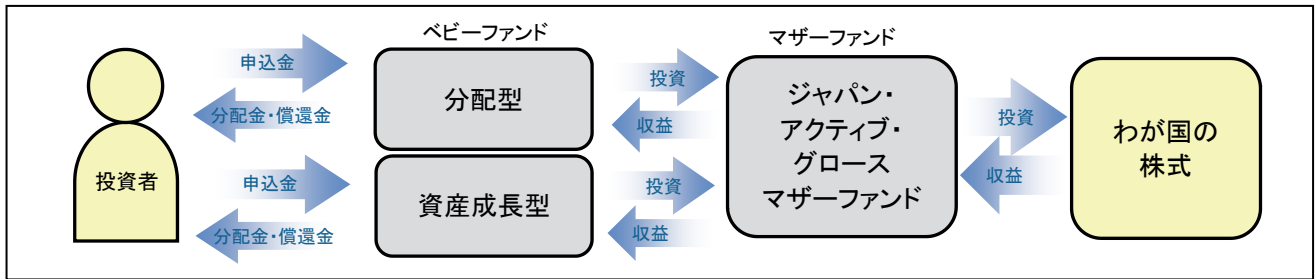 ベビーファンド
マザーファンド
申込金
分配金・償還金
申込金
分配金・償還金
投資者
分配型
資産成長型
投資
収益
投資
収益
ジャパン・
アクティブ・
グロース
マザーファンド
投資
収益
わが国の
株式